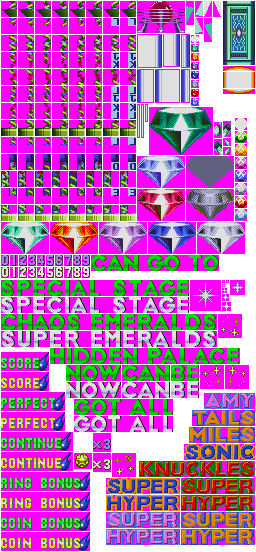 0123456789 CAN GO TO
0123456789
SPECIAL STAGE
SPECIAL STAGE
CHAOS EMERALDS
SUPER EMERALDS
HIDDEN PALACE
SCORE
NOWCANBE
SCORE
NOWCANBE
PERFECT
GOT ALL
AMY
PERFECT
GOT ALL
TAILS
MILES
CONTINUE ×3
SONIC
CONTINUE ×3
KNUCKLES
RING BONUS
SUPER SUPER
RING BONUS
HYPER HYPER
COIN BONUS
SUPER SUPER
COIN BONUS
HYPER HYPER